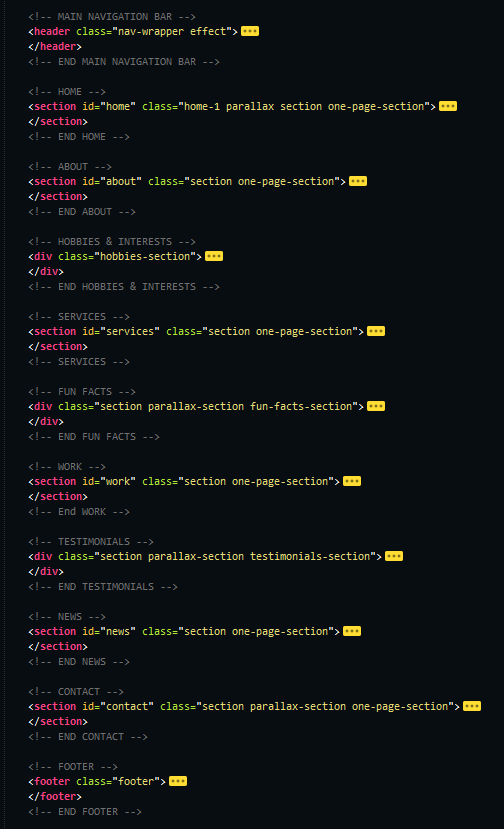 <!-- MAIN NAVIGATION BAR -->
<header class="nav-wrapper effect">
</header>
<!-- END MAIN NAVIGATION BAR -->
<!-- HOME -->
<section id="home" class="home-1 parallax section one-page-section">
</section>
<!-- END HOME -->
<!-- ABOUT -->
<section id="about" class="section one-page-section">
</section>
<!-- END ABOUT -->
<!-- HOBBIES & INTERESTS -->
<div class="hobbies-section">
</div>
<!-- END HOBBIES & INTERESTS -->
<!-- SERVICES -->
<section id="services" class="section one-page-section">
</section>
<!-- SERVICES -->
<!-- FUN FACTS -->
<div class="section parallax-section fun-facts-section">
</div>
<!-- END FUN FACTS -->
<!-- WORK -->
<section id="work" class="section one-page-section">
</section>
<!-- End WORK -->
<!-- TESTIMONIALS -->
<div class="section parallax-section testimonials-section">
</div>
<!-- END TESTIMONIALS -->
<!-- NEWS -->
<section id="news" class="section one-page-section">
</section>
<!-- END NEWS -->
<!-- CONTACT -->
<section id="contact" class="section parallax-section one-page-section">
</section>
<!-- END CONTACT -->
<!-- FOOTER -->
<footer class="footer">
</footer>
<!-- END FOOTER -->